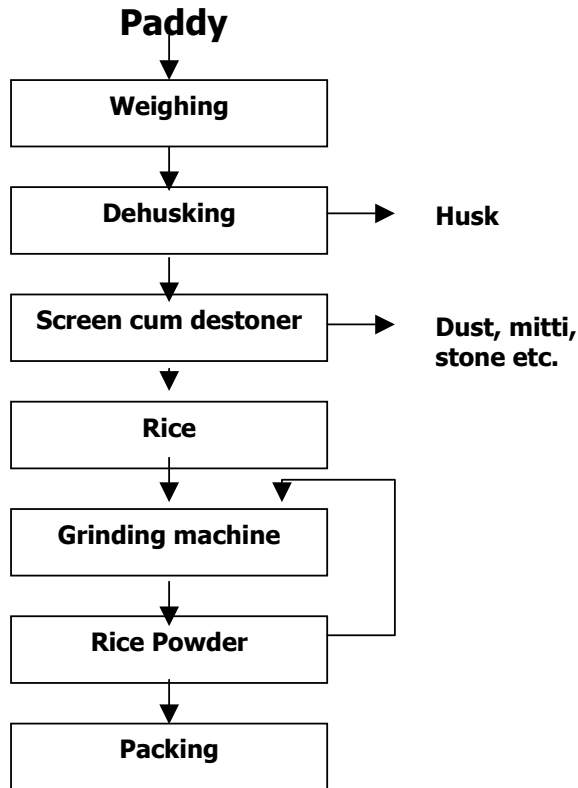 Paddy
Weighing
Dehusking
Husk
Screen cum destoner
Dust, mitti,
stone etc.
Rice
Grinding machine
Rice Powder
Packing